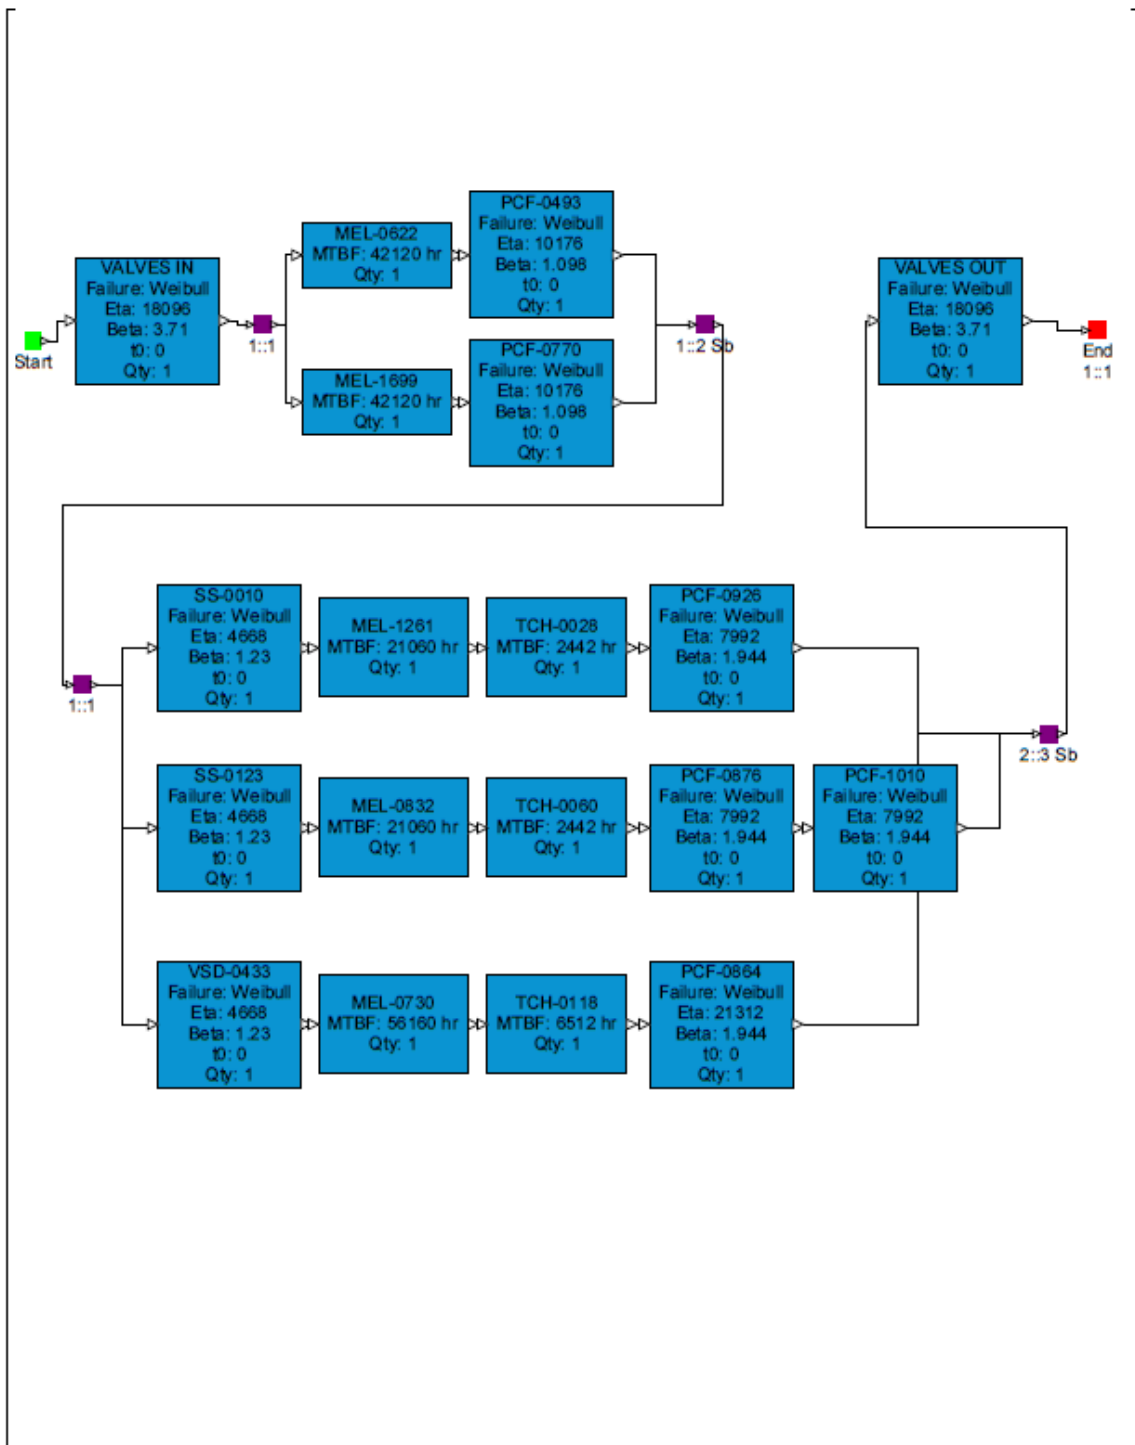 Start
VALVES IN
Failure: Weibull
Eta: 18096
Beta: 3.71
t0: 0
Qty: 1
1::1
MEL-0622
MTBF: 42120 hr
Qty: 1
PCF-0493
Failure: Weibull
Eta: 10176
Beta: 1.098
t0: 0
Qty: 1
MEL-1699
MTBF: 42120 hr
Qty: 1
PCF-0770
Failure: Weibull
Eta: 10176
Beta: 1.098
t0: 0
Qty: 1
1::2 Sb
VALVES OUT
Failure: Weibull
Eta: 18096
Beta: 3.71
t0: 0
Qty: 1
End
1::1
1::1
SS-0010
Failure: Weibull
Eta: 4668
Beta: 1.23
t0: 0
Qty: 1
MEL-1261
MTBF: 21060 hr
Qty: 1
TCH-0028
MTBF: 2442 hr
Qty: 1
PCF-0926
Failure: Weibull
Eta: 7992
Beta: 1.944
t0: 0
Qty: 1
SS-0123
Failure: Weibull
Eta: 4668
Beta: 1.23
t0: 0
Qty: 1
MEL-0832
MTBF: 21060 hr
Qty: 1
TCH-0060
MTBF: 2442 hr
Qty: 1
PCF-0876
Failure: Weibull
Eta: 7992
Beta: 1.944
t0: 0
Qty: 1
PCF-1010
Failure: Weibull
Eta: 7992
Beta: 1.944
t0: 0
Qty: 1
2::3 Sb
VSD-0433
Failure: Weibull
Eta: 4668
Beta: 1.23
t0: 0
Qty: 1
MEL-0730
MTBF: 56160 hr
Qty: 1
TCH-0118
MTBF: 6512 hr
Qty: 1
PCF-0864
Failure: Weibull
Eta: 21312
Beta: 1.944
t0: 0
Qty: 1